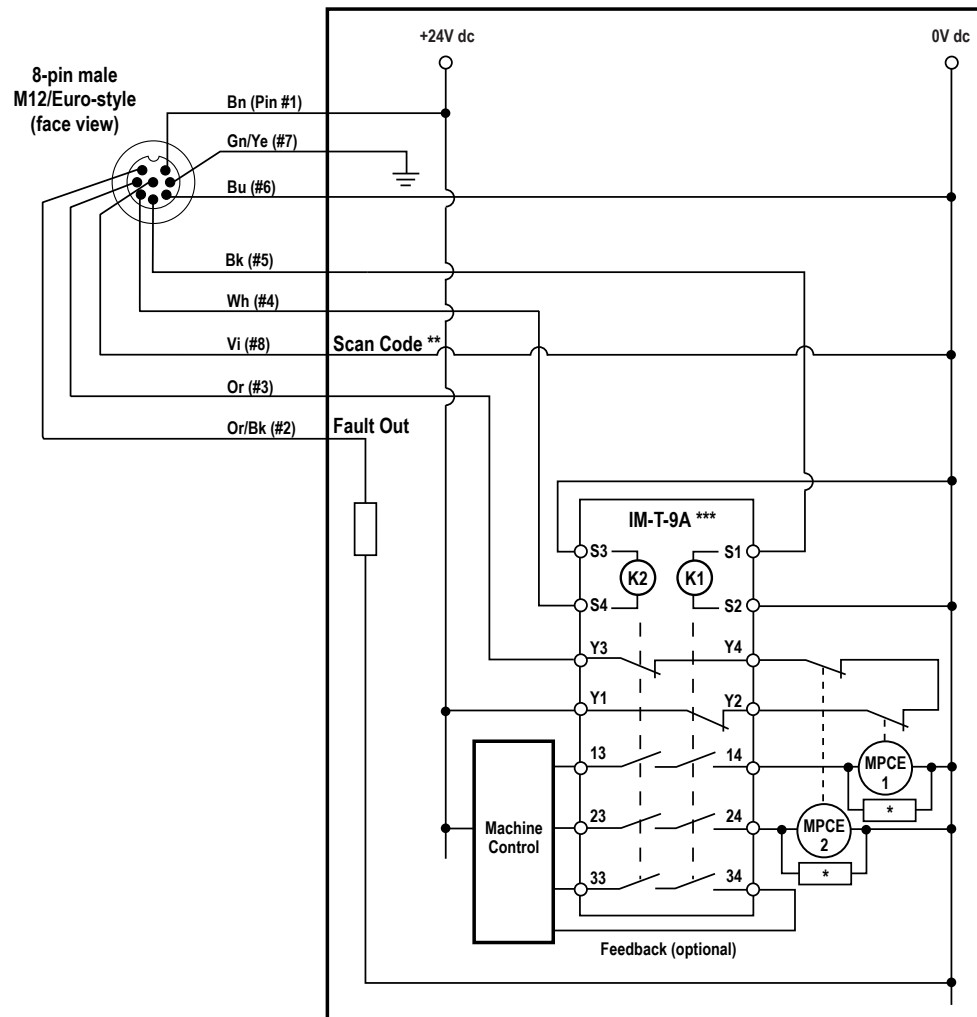 +24V dc
0V dc
8-pin male
M12/Euro-style
(face view)
Bn (Pin #1)
Gn/Ye (#7)
Bu (#6)
Bk (#5)
Wh (#4)
Vi (#8)
Scan Code **
Or (#3)
Or/Bk (#2)
Fault Out
IM-T-9A ***
S3
S1
K2
K1
S4
S2
Y3
Y4
Y1
Y2
13
14
MPCE
1
*
23
24
MPCE
2
*
Machine
Control
33
34
Feedback (optional)